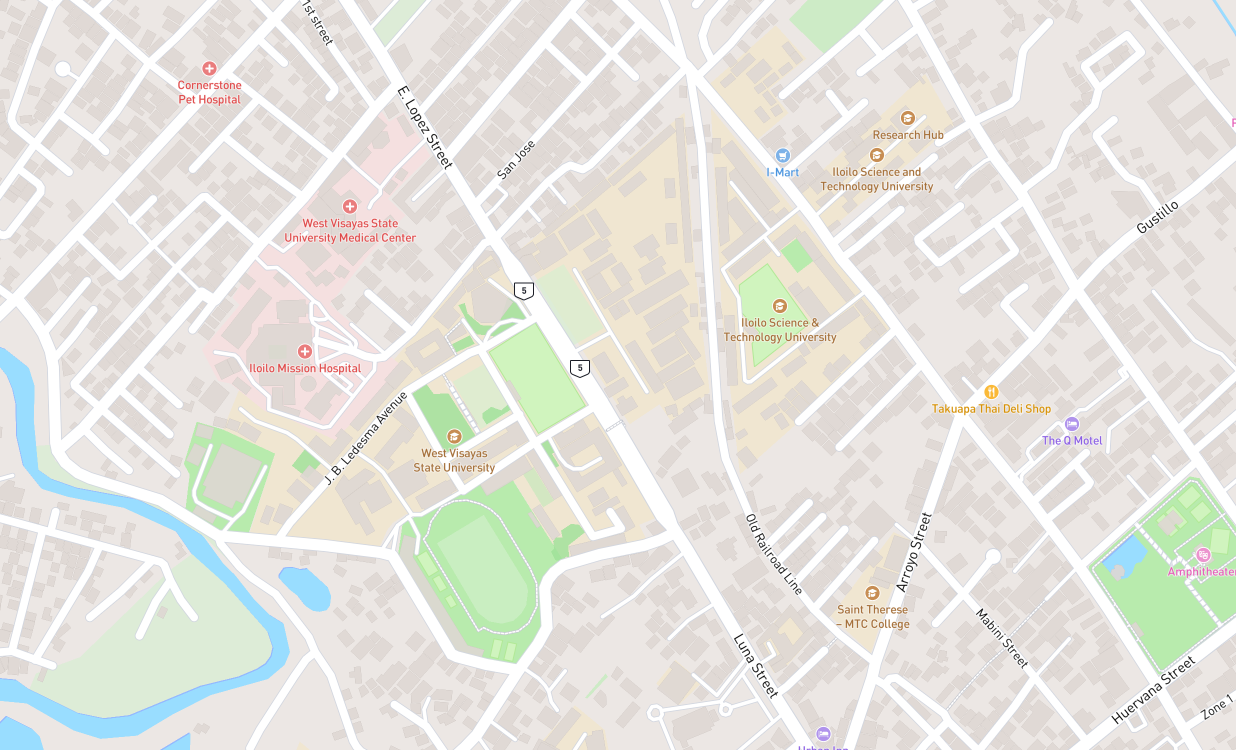 1st street
Cornerstone
Pet Hospital
E. Lopez Street
San Jose
Research Hub
I-Mart
Iloilo Science and
Technology University
West Visayas State
University Medical Center
Gustillo
5
Iloilo Science &
Technology University
5
Iloilo Mission Hospital
J. B. Ledesma Avenue
Takuapa Thai Deli Shop
The Q Motel
West Visayas
State University
Old Railroad Line
Arroyo Street
Amphitheater
Saint Therese
– MTC College
Mabini Street
Luna Street
Huervana Street
Zone 1
Urban Inn